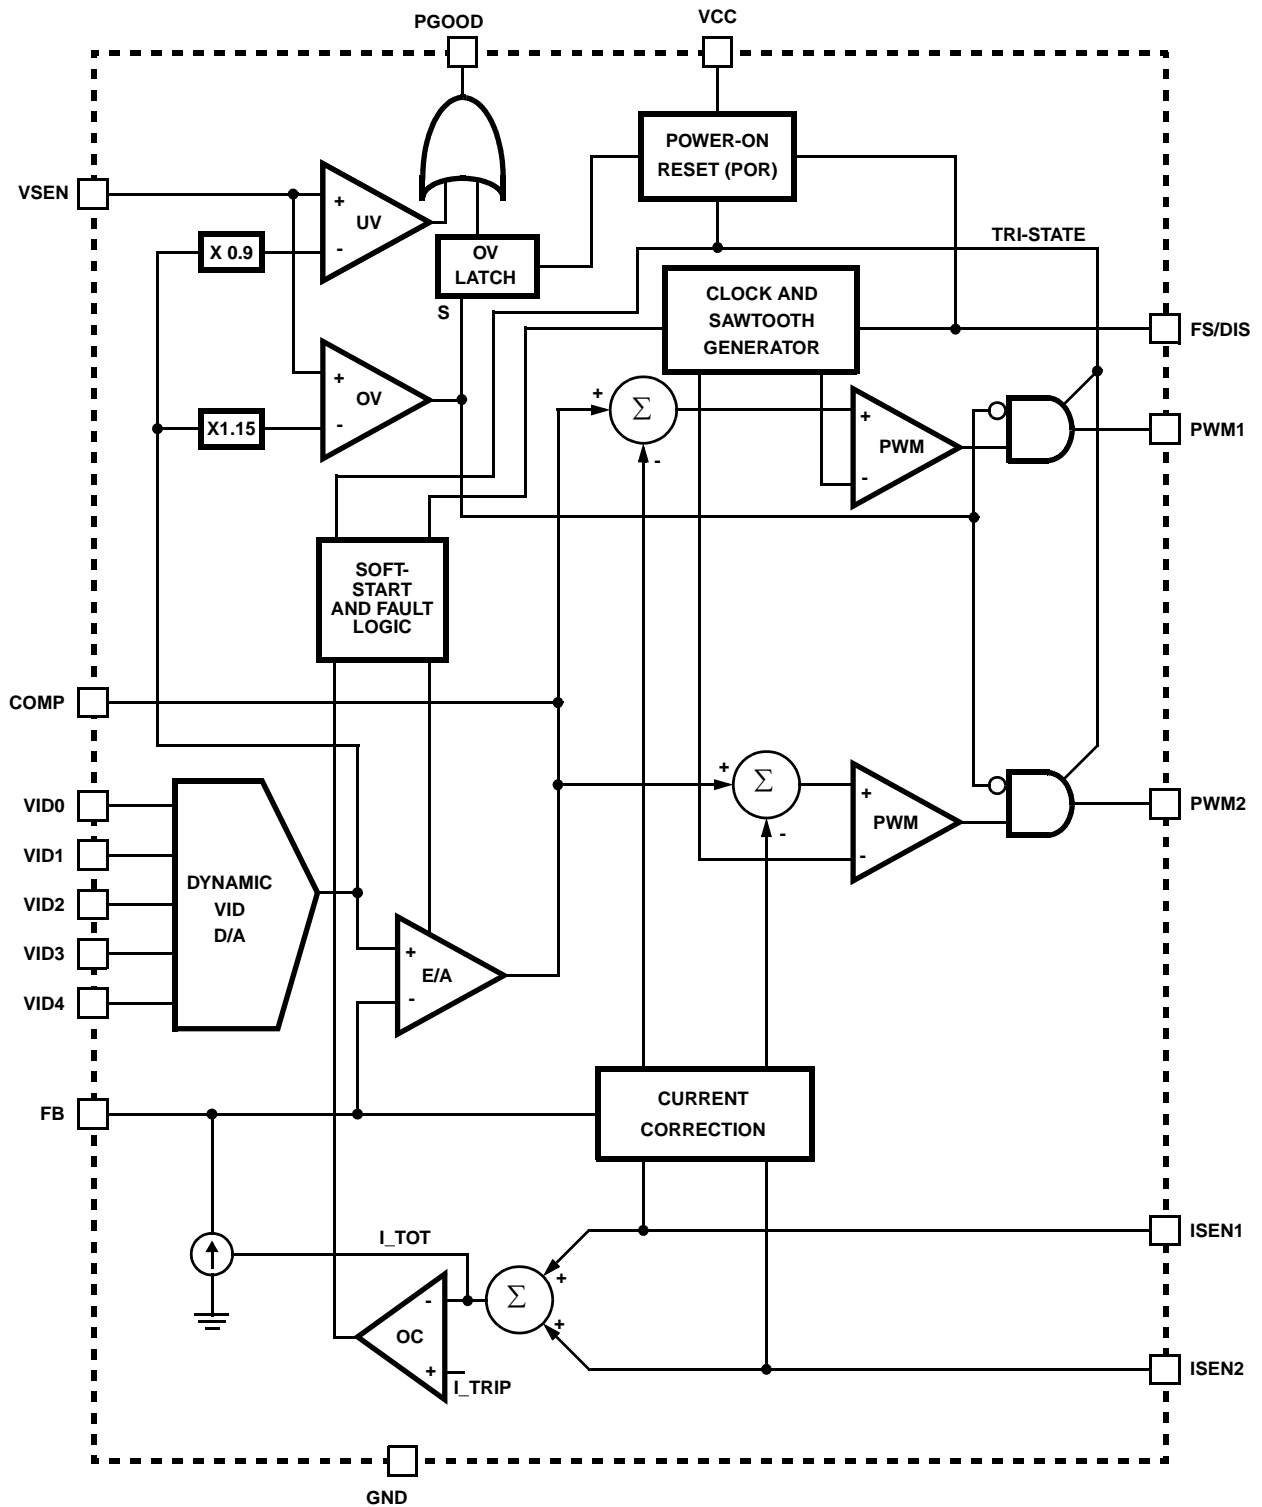 PGOOD
VCC
POWER-ON
RESET (POR)
VSEN
+
UV
-
X 0.9
OV
LATCH
S
TRI-STATE
CLOCK AND
SAWTOOTH
GENERATOR
FS/DIS
+
OV
-
X1.15
+
Σ
-
+
PWM
-
PWM1
SOFT-
START
AND FAULT
LOGIC
COMP
+
Σ
-
+
PWM
-
PWM2
VID0
VID1
VID2
VID3
VID4
DYNAMIC
VID
D/A
+
E/A
-
FB
CURRENT
CORRECTION
I_TOT
ISEN1
+
Σ
+
-
OC
+
I_TRIP
ISEN2
GND